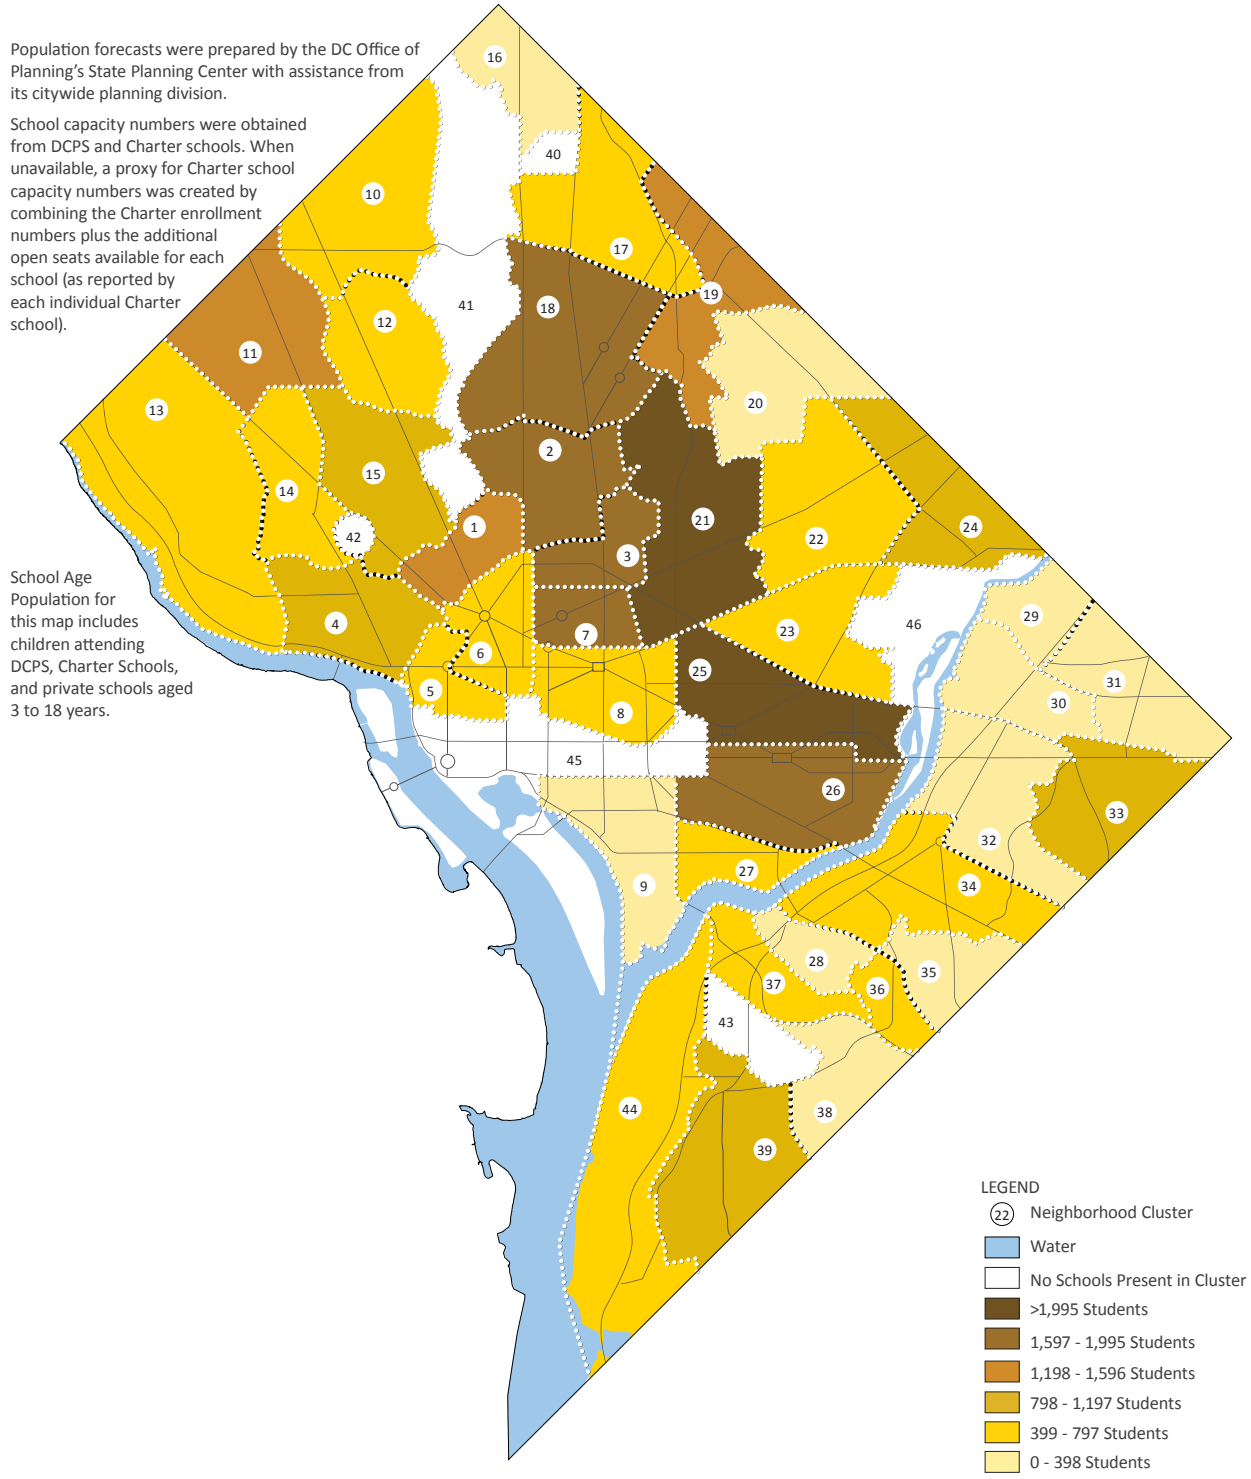 Population forecasts were prepared by the DC Office of
Planning's State Planning Center with assistance from
its citywide planning division.
School capacity numbers were obtained
from DCPS and Charter schools. When
unavailable, a proxy for Charter school
capacity numbers was created by
combining the Charter enrollment
numbers plus the additional
open seats available for each
school (as reported by
each individual Charter
school).
School Age
Population for
this map includes
children attending
DCPS, Charter Schools,
and private schools aged
3 to 18 years.
16
40
10
17
19
41
18
12
11
20
13
2
15
14
21
1
24
42
22
3
29
4
46
23
7
6
25
31
5
30
8
45
26
33
32
27
34
9
28
35
37
36
43
44
38
39
LEGEND
22 Neighborhood Cluster
Water
No Schools Present in Cluster
>1,995 Students
1,597 - 1,995 Students
1,198 - 1,596 Students
798 - 1,197 Students
399 - 797 Students
0 - 398 Students